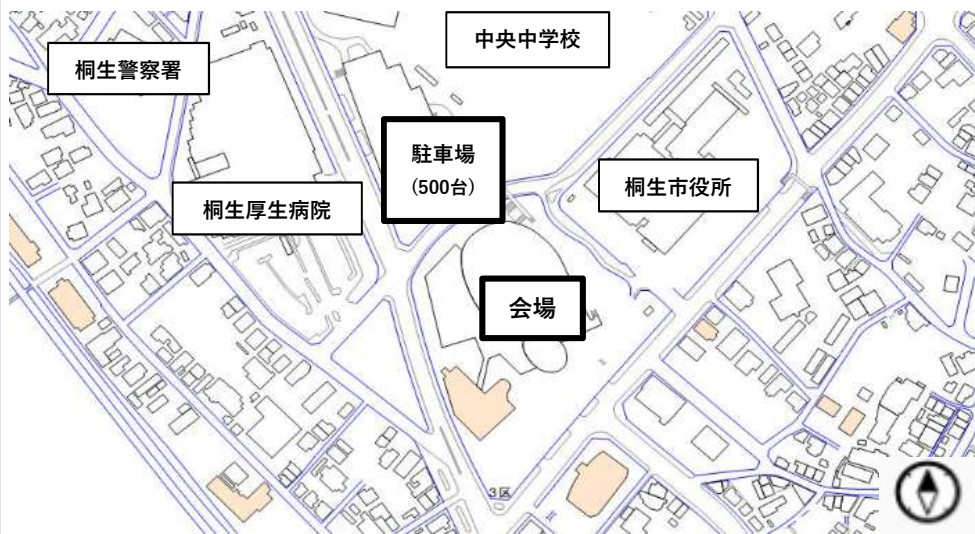 中央中学校
桐生警察署
駐車場
(500台)
桐生市役所
桐生厚生病院
会場